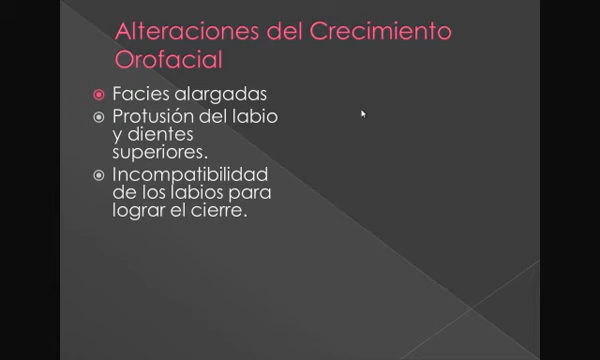 Alteraciones del Crecimiento
Orofacial
Facies alargadas
Protusión del labio
y dientes
superiores.
Incompatibilidad
de los labios para
lograr el cierre.